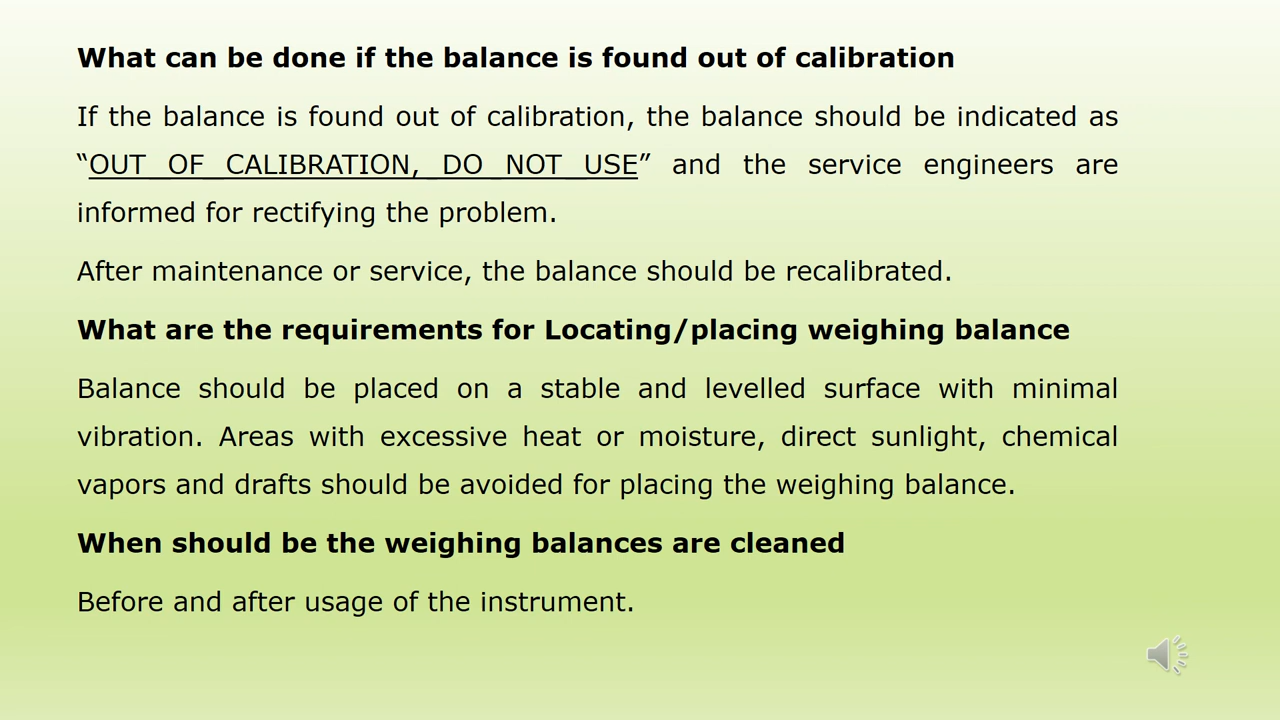 What can be done if the balance is found out of calibration
If the balance is found out of calibration, the balance should be indicated as
“OUT OF CALIBRATION, DO NOT USE” and the service engineers are
informed for rectifying the problem.
After maintenance or service, the balance should be recalibrated.
What are the requirements for Locating/placing weighing balance
Balance should be placed on a stable and levelled surface with minimal
vibration. Areas with excessive heat or moisture, direct sunlight, chemical
vapors and drafts should be avoided for placing the weighing balance.
When should be the weighing balances are cleaned
Before and after usage of the instrument.